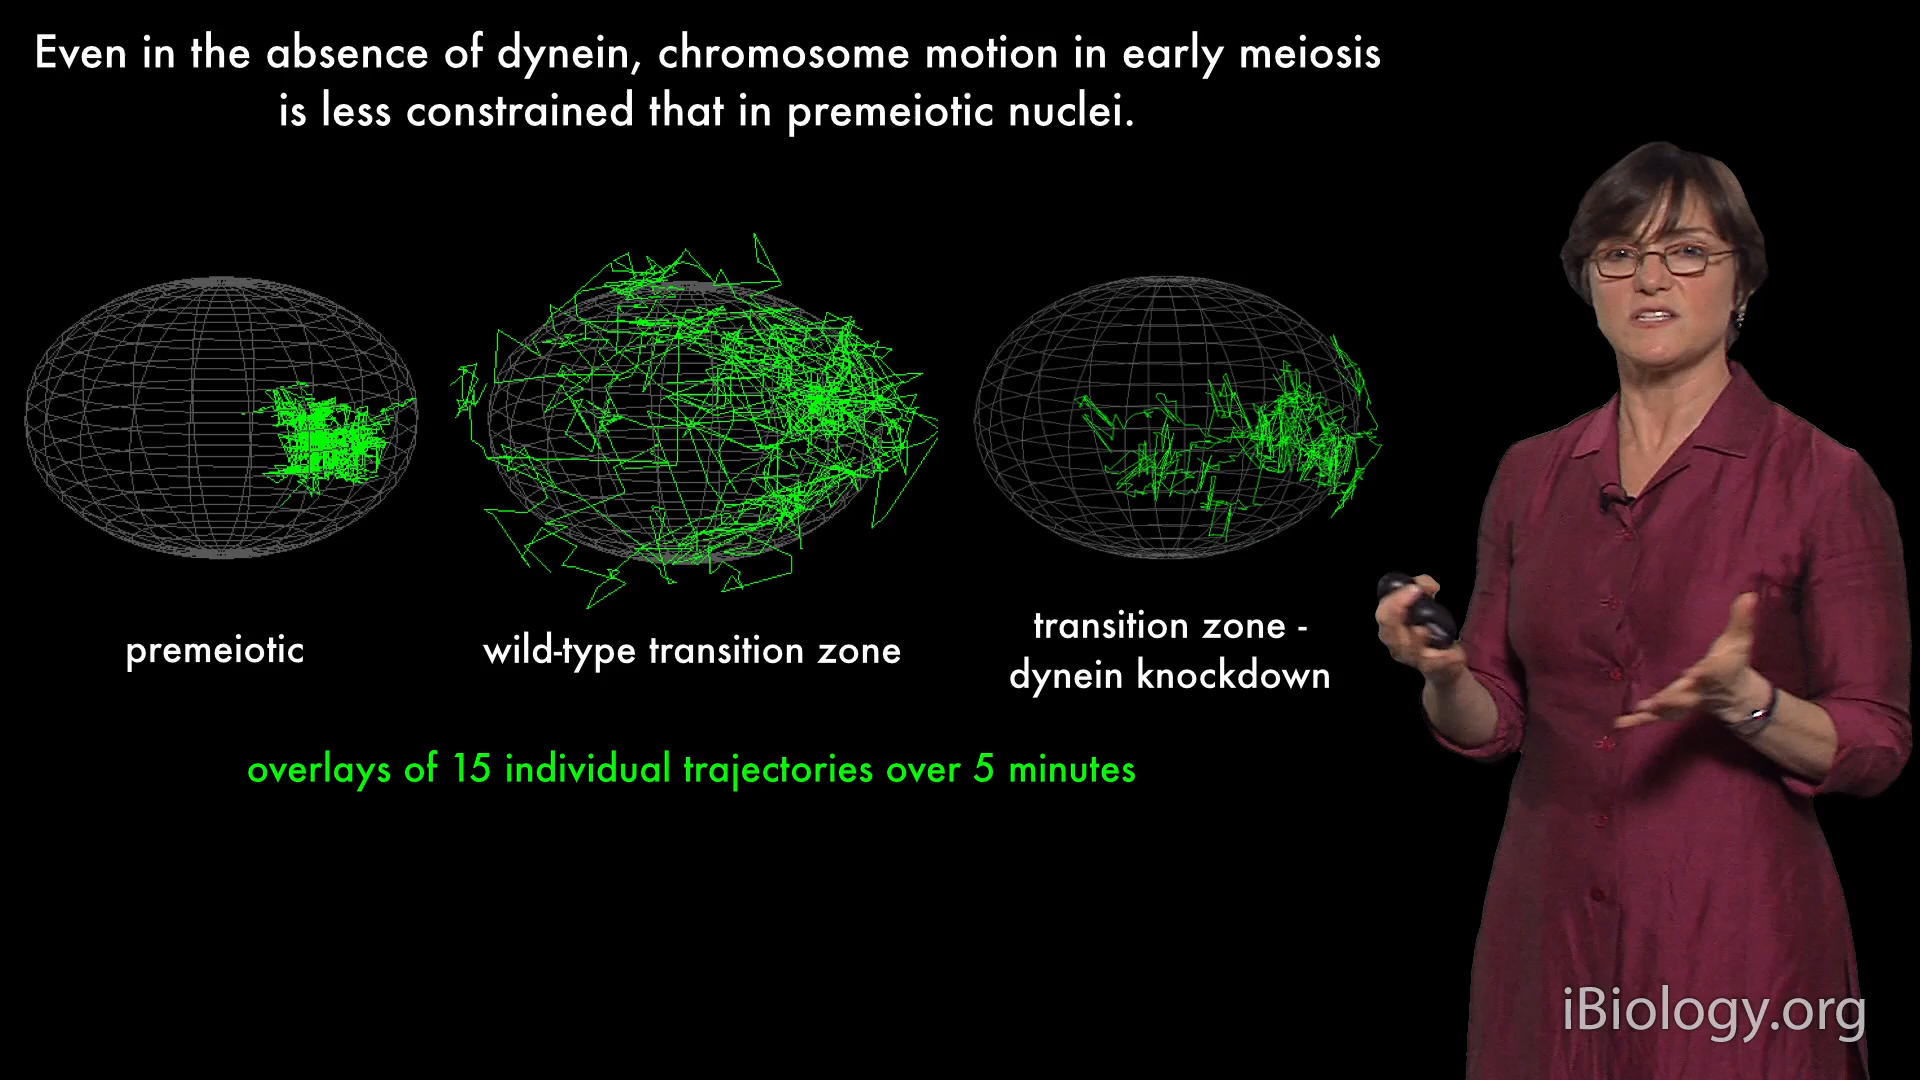 Even in the absence of dynein, chromosome motion in early meiosis
is less constrained that in premeiotic nuclei.
premeiotic
wild-type transition zone
transition zone -
dynein knockdown
overlays of 15 individual trajectories over 5 minutes
iBiology.org